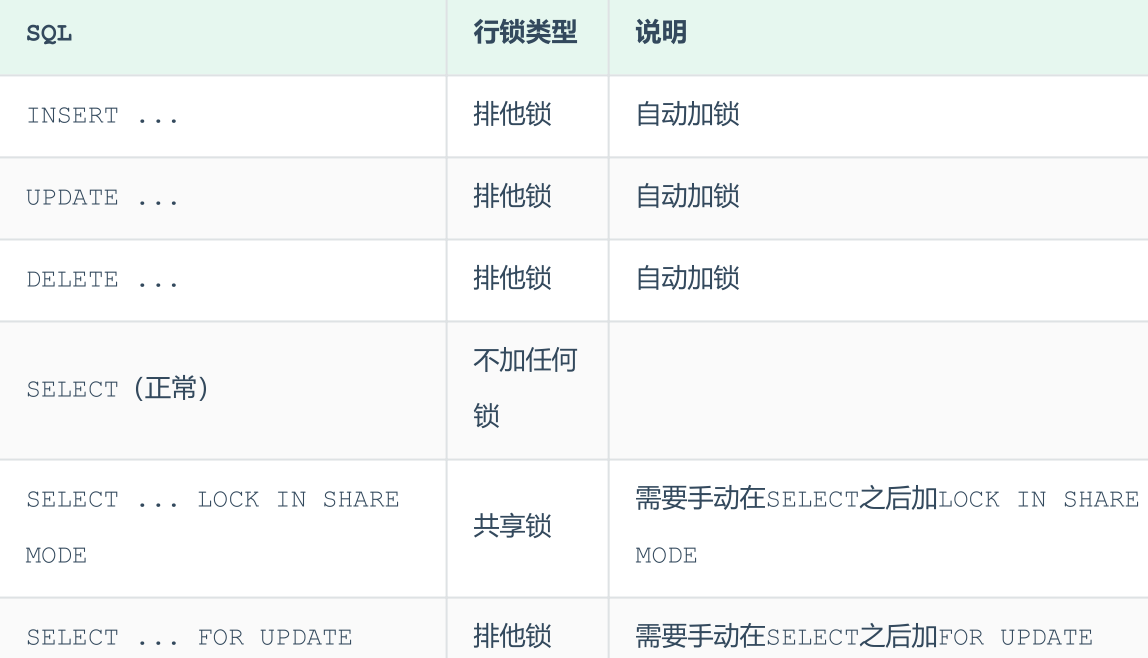 SQL 行锁类型 说明
INSERT ... 排他锁 自动加锁
UPDATE ... 排他锁 自动加锁
DELETE ... 排他锁 自动加锁
SELECT (正常) 不加任何
锁
SELECT ... LOCK IN SHARE
MODE
共享锁
需要手动在SELECT之后加LOCK IN SHARE
MODE
SELECT ... FOR UPDATE 排他锁 需要手动在SELECT之后加FOR UPDATE